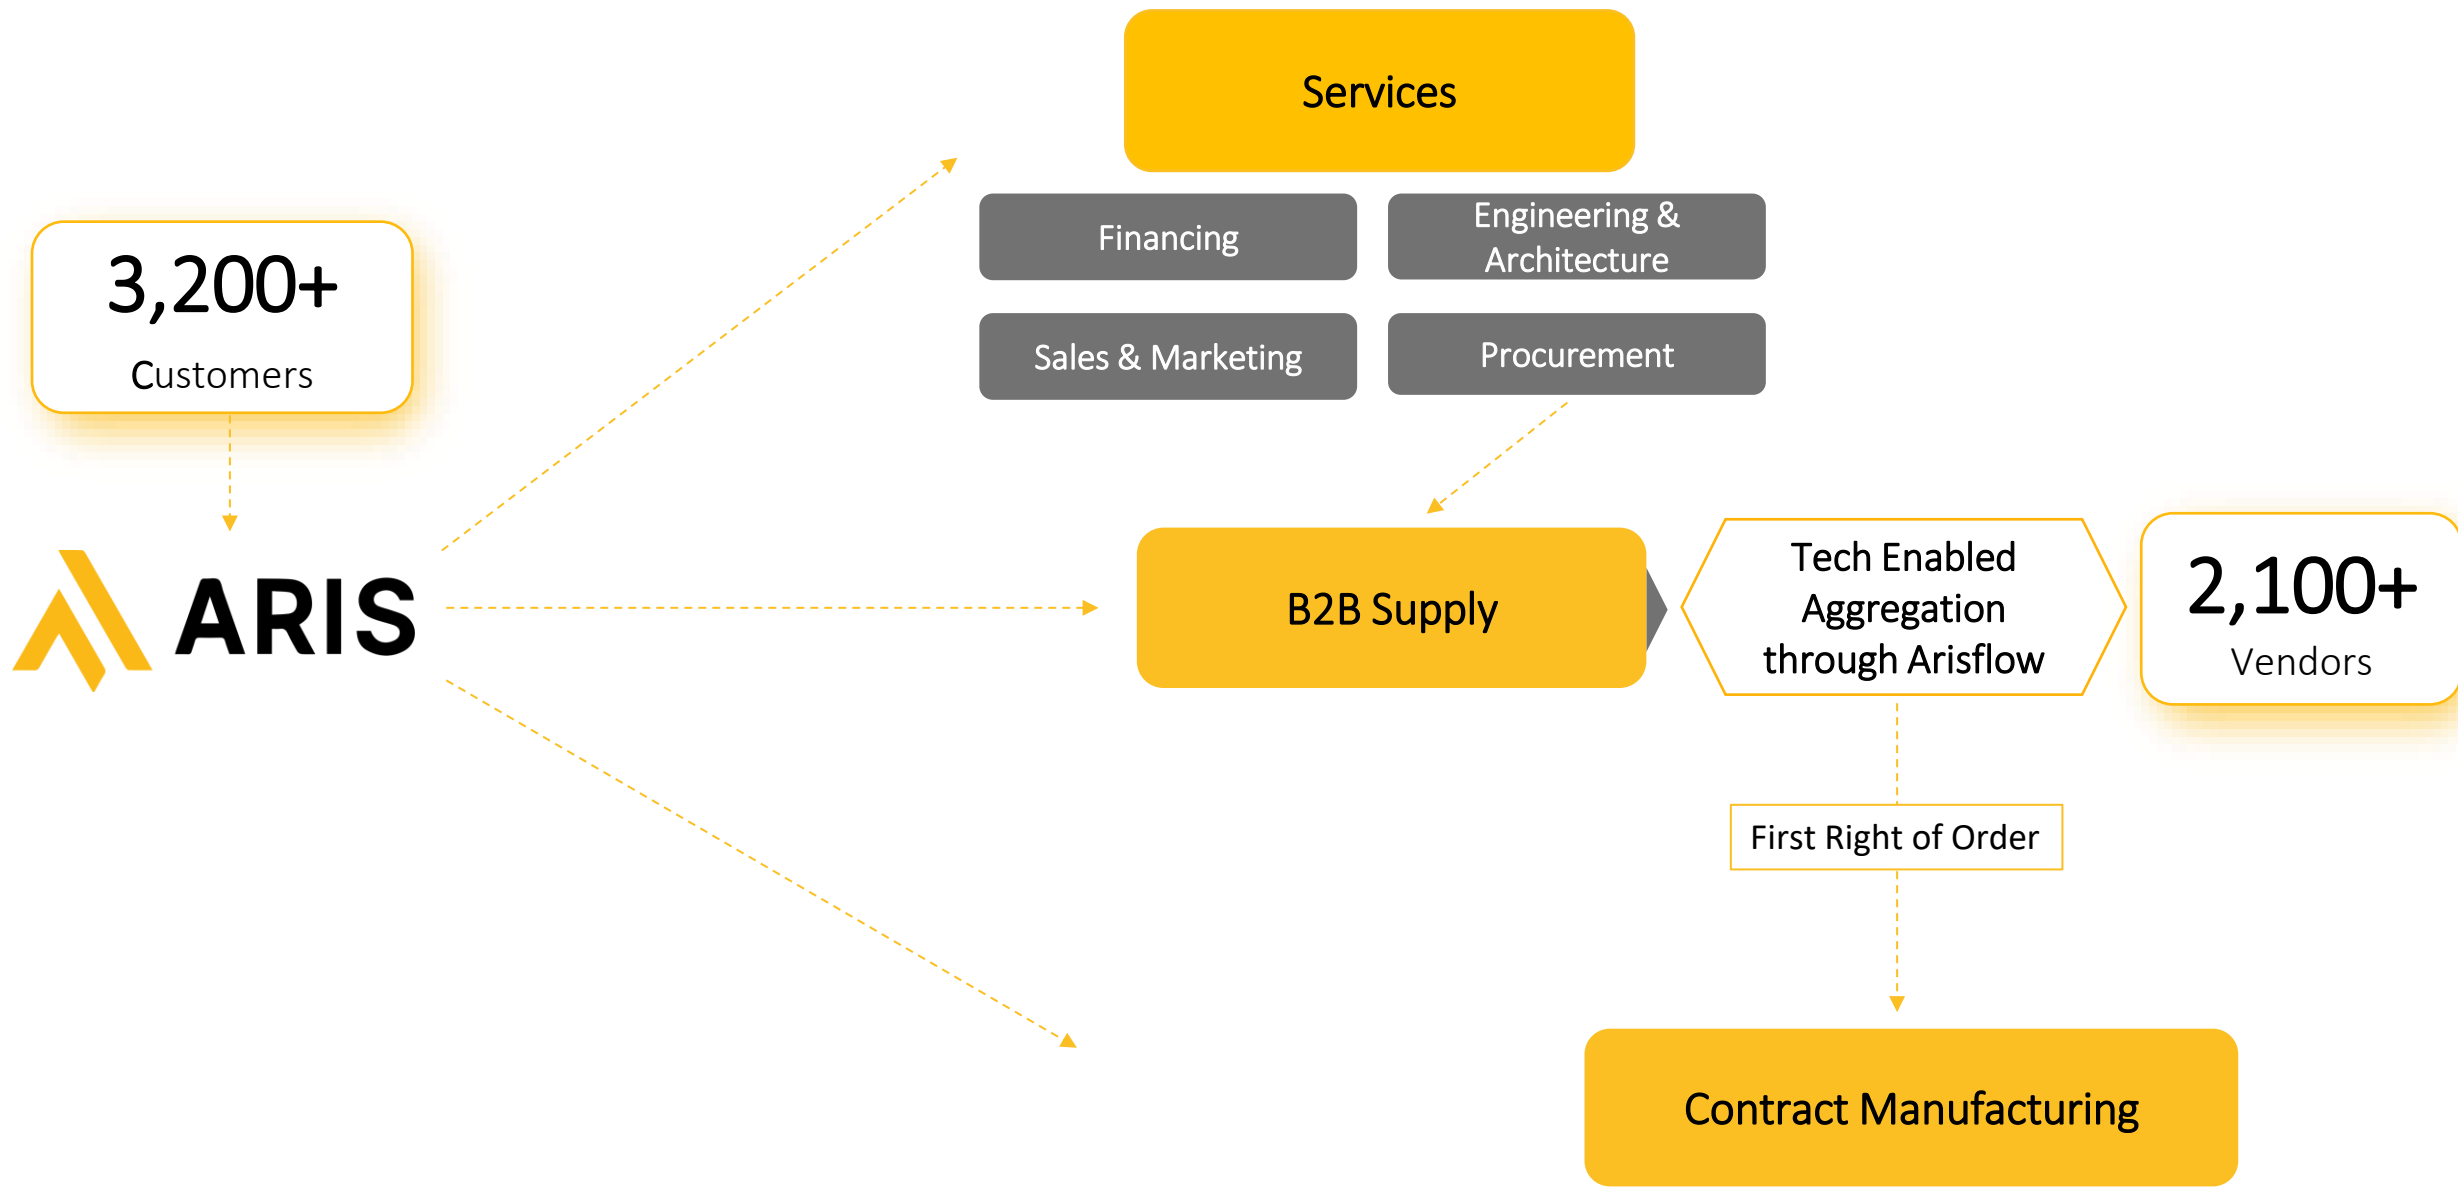 Services
Financing
Engineering &
Architecture
Sales & Marketing
Procurement
3,200+
Customers
ARIS
B2B Supply
Tech Enabled
Aggregation
through Arisflow
2,100+
Vendors
First Right of Order
Contract Manufacturing